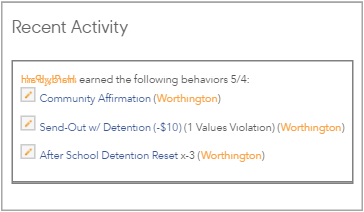 Recent Activity
earned the following behaviors 5/4:
Community Affirmation (Worthington)
Send-Out w/ Detention (-$10) (1 Values Violation) (Worthington)
After School Detention Reset x-3 (Worthington)